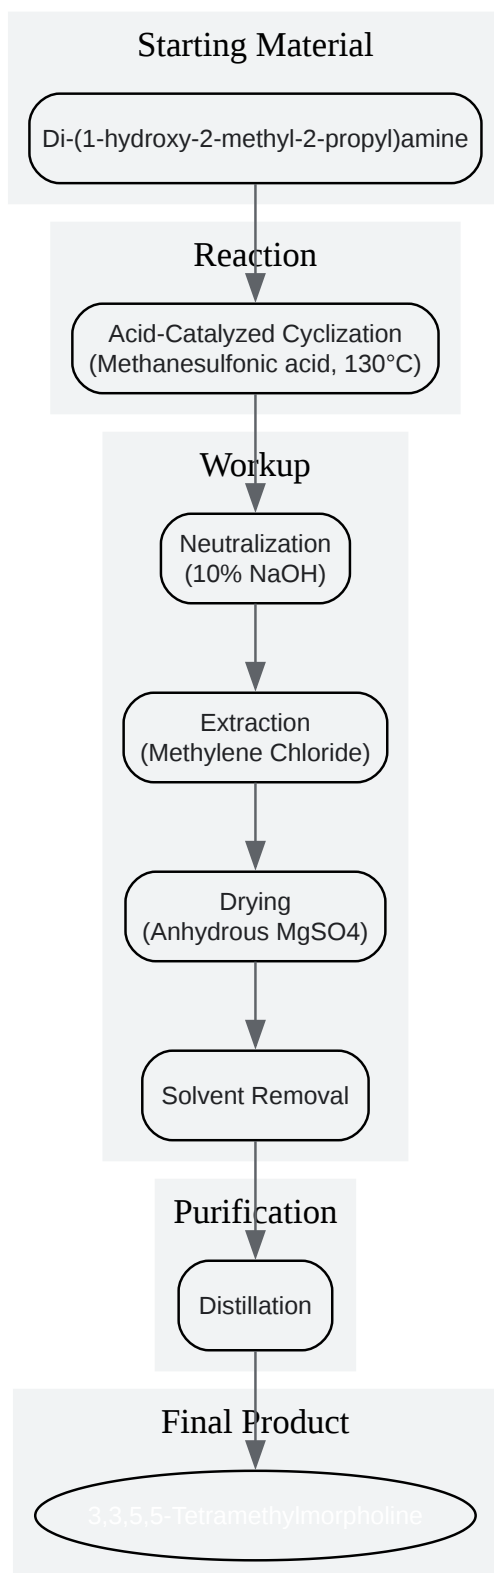 Starting Material
Di-(1-hydroxy-2-methyl-2-propyl)amine
Reaction
Acid-Catalyzed Cyclization
(Methanesulfonic acid, 130°C)
Workup
Neutralization
(10% NaOH)
Extraction
(Methylene Chloride)
Drying
(Anhydrous MgSO4)
Solvent Removal
Purification
Distillation
Final Product
3,3,5,5-Tetramethylmorpholine